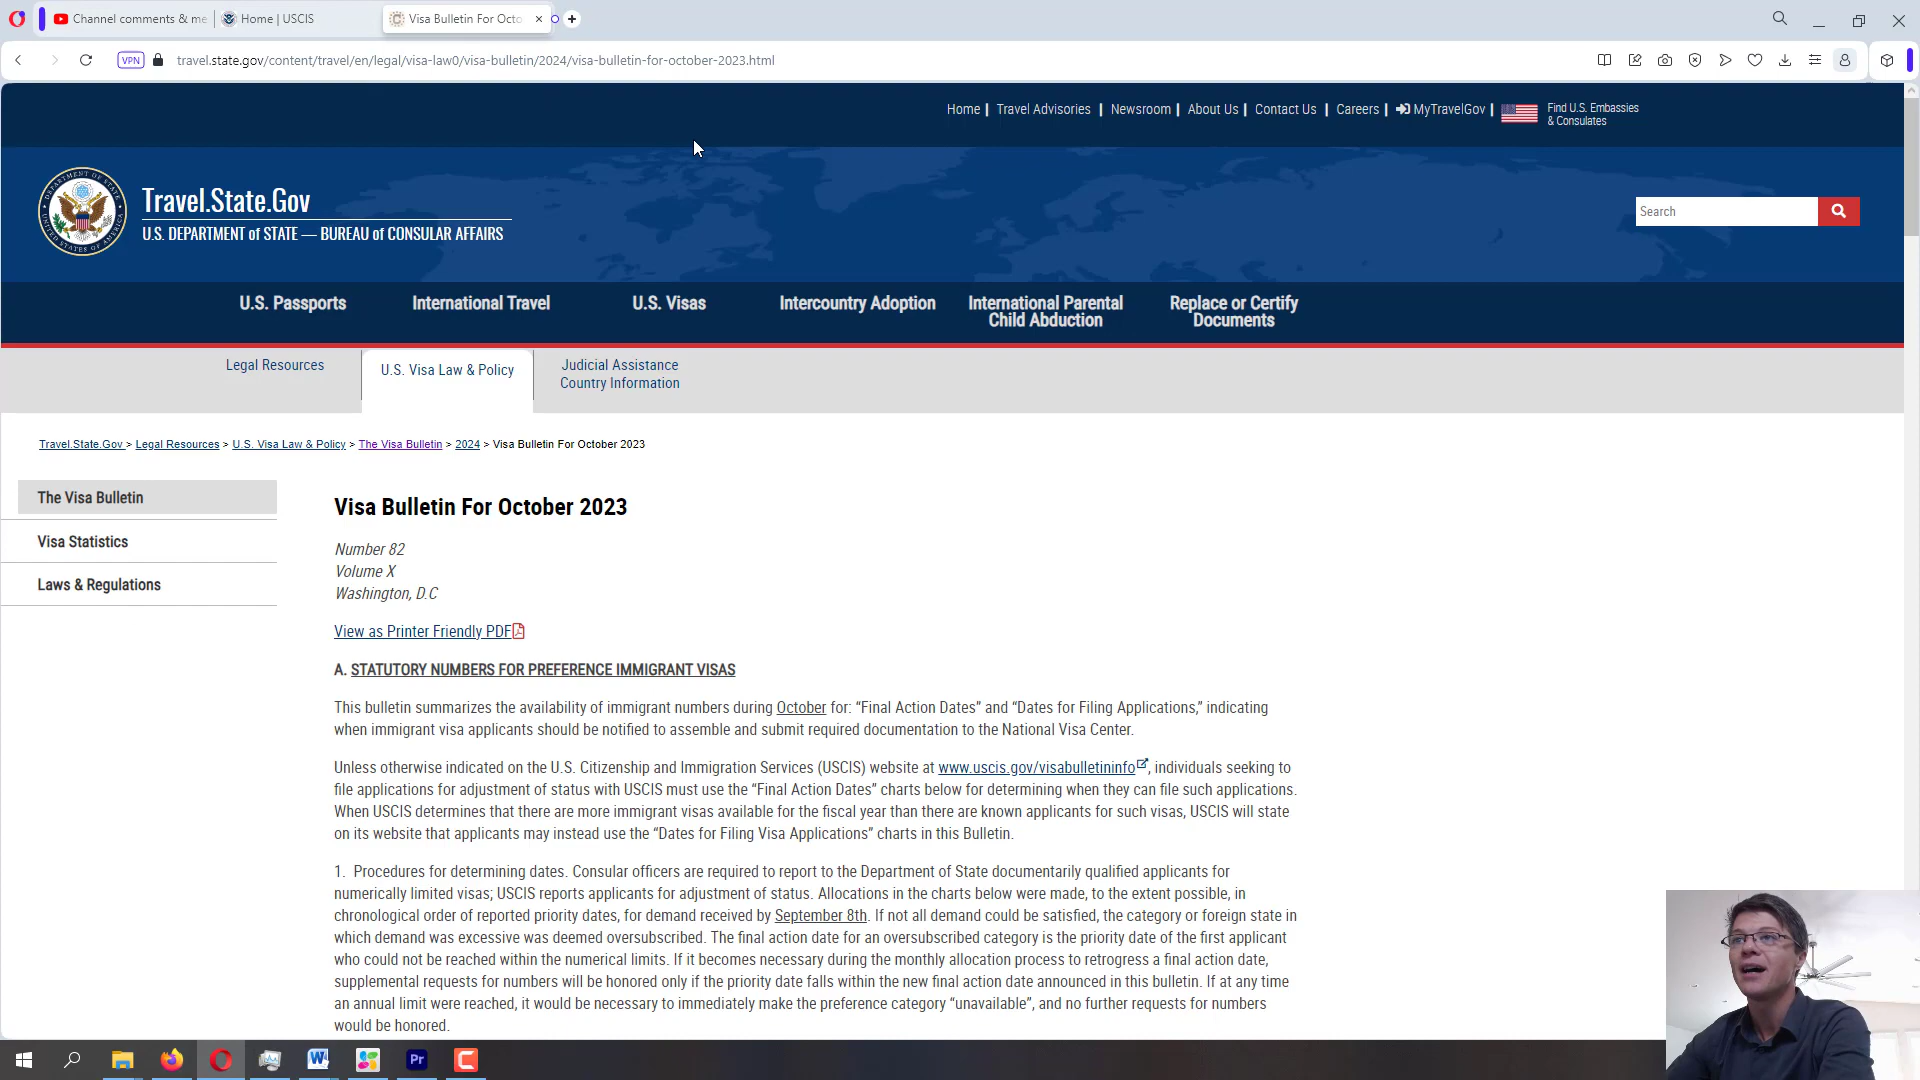 Channel comments & me
Home | USCIS
Visa Bulletin For Octo
VPN
travel.state.gov/content/travel/en/legal/visa-law0/visa-bulletin/2024/visa-bulletin-for-october-2023.html
Home | Travel Advisories | Newsroom | About Us | Contact Us | Careers | MyTravelGov | Find U.S. Embassies
& Consulates
Travel.State.Gov
U.S. DEPARTMENT of STATE — BUREAU of CONSULAR AFFAIRS
Search
U.S. Passports
International Travel
U.S. Visas
Intercountry Adoption
International Parental
Child Abduction
Replace or Certify
Documents
Legal Resources
U.S. Visa Law & Policy
Judicial Assistance
Country Information
Travel.State.Gov > Legal Resources > U.S. Visa Law & Policy > The Visa Bulletin > 2024 > Visa Bulletin For October 2023
The Visa Bulletin
Visa Statistics
Laws & Regulations
Visa Bulletin For October 2023
Number 82
Volume X
Washington, D.C
View as Printer Friendly PDF
A. STATUTORY NUMBERS FOR PREFERENCE IMMIGRANT VISAS
This bulletin summarizes the availability of immigrant numbers during October for: “Final Action Dates” and “Dates for Filing Applications,” indicating
when immigrant visa applicants should be notified to assemble and submit required documentation to the National Visa Center.
Unless otherwise indicated on the U.S. Citizenship and Immigration Services (USCIS) website at www.uscis.gov/visabulletininfo, individuals seeking to
file applications for adjustment of status with USCIS must use the “Final Action Dates” charts below for determining when they can file such applications.
When USCIS determines that there are more immigrant visas available for the fiscal year than there are known applicants for such visas, USCIS will state
on its website that applicants may instead use the “Dates for Filing Visa Applications” charts in this Bulletin.
1. Procedures for determining dates. Consular officers are required to report to the Department of State documentarily qualified applicants for
numerically limited visas; USCIS reports applicants for adjustment of status. Allocations in the charts below were made, to the extent possible, in
chronological order of reported priority dates, for demand received by September 8th. If not all demand could be satisfied, the category or foreign state in
which demand was excessive was deemed oversubscribed. The final action date for an oversubscribed category is the priority date of the first applicant
who could not be reached within the numerical limits. If it becomes necessary during the monthly allocation process to retrogress a final action date,
supplemental requests for numbers will be honored only if the priority date falls within the new final action date announced in this bulletin. If at any time
an annual limit were reached, it would be necessary to immediately make the preference category “unavailable”, and no further requests for numbers
would be honored.
W
Pr
C